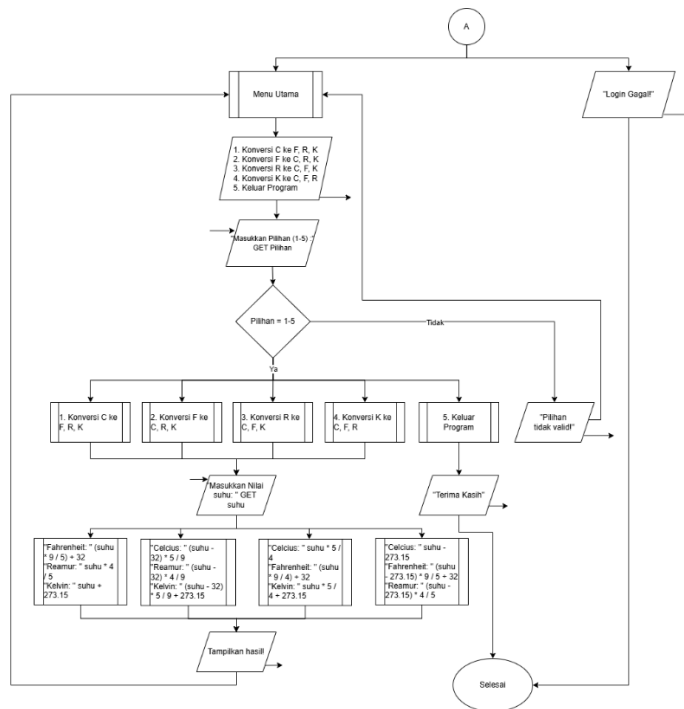 A
Menu Utama
"Login Gagal!"
1. Konversi C ke F, R, K
2. Konversi F ke C, R, K
3. Konversi R ke C, F, K
4. Konversi K ke C, F, R
5. Keluar Program
"Masukkan Pilihan (1-5) :"
GET Pilihan
Pilihan = 1-5
Tidak
Ya
1. Konversi C ke
F, R, K
2. Konversi F ke
C, R, K
3. Konversi R ke
C, F, K
4. Konversi K ke
C, F, R
5. Keluar
Program
"Pilihan
tidak valid!"
"Masukkan Nilai
suhu: " GET
suhu
"Terima Kasih"
"Fahrenheit: " (suhu
* 9 / 5) + 32
"Reamur: " suhu * 4
/ 5
"Kelvin: " suhu +
273.15
"Celcius: " (suhu -
32) * 5 / 9
"Reamur: " (suhu -
32) * 4 / 9
"Kelvin: " (suhu - 32)
* 5 / 9 + 273.15
"Celcius: " suhu * 5 /
4
"Fahrenheit: " (suhu
* 9 / 4) + 32
"Kelvin: " suhu * 5 /
4 + 273.15
"Celcius: " suhu -
273.15
"Fahrenheit: " (suhu
- 273.15) * 9 / 5 + 32
"Reamur: " (suhu -
273.15) * 4 / 5
Tampilkan hasil!
Selesai